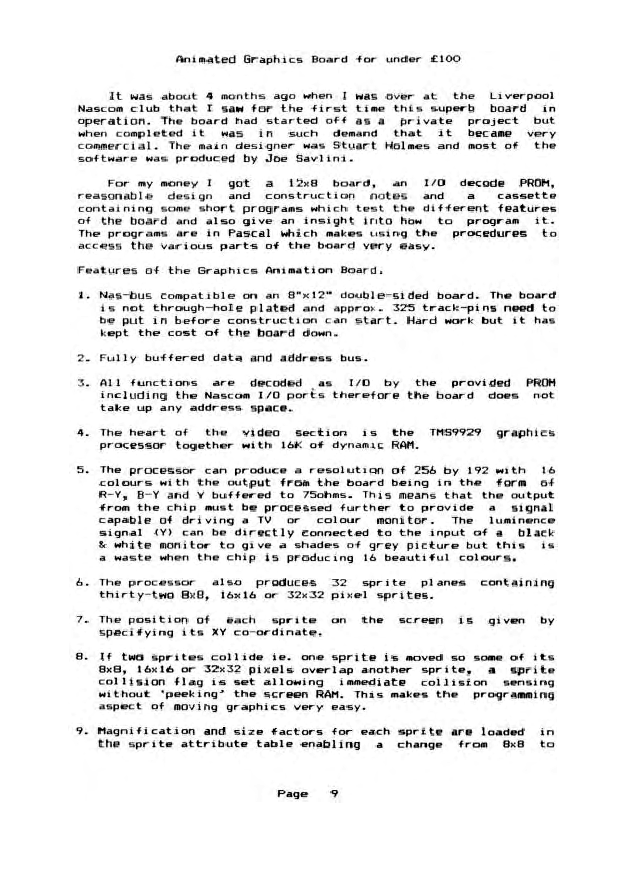 Animated Graphics Board for under £100
It was about 4 months ago when I was over at the Liverpool
Nascom club that I saw for the first time this superb board in
operation. The board had started off as a private project but
when completed it was in such demand that it became very
commercial. The main designer was Stuart Holmes and most of the
software was produced by Joe Savlini.
For my money I got a 12x8 board, an I/O decode PROM,
reasonable design and construction notes and a cassette
containing some short programs which test the different features
of the board and also give an insight into how to program it.
The programs are in Pascal which makes using the procedures to
access the various parts of the board very easy.
Features of the Graphics Animation Board.
1. Nas-bus compatible on an 8"x12" double-sided board. The board
is not through-hole plated and approx. 325 track-pins need to
be put in before construction can start. Hard work but it has
kept the cost of the board down.
2. Fully buffered data and address bus.
3. All functions are decoded as I/O by the provided PROM
including the Nascom I/O ports therefore the board does not
take up any address space.
4. The heart of the video section is the TMS9929 graphics
processor together with 16K of dynamic RAM.
5. The processor can produce a resolution of 256 by 192 with 16
colours with the output from the board being in the form of
R-Y, B-Y and Y buffered to 75ohms. This means that the output
from the chip must be processed further to provide a signal
capable of driving a TV or colour monitor. The luminence
signal (Y) can be directly connected to the input of a black
& white monitor to give a shades of grey picture but this is
a waste when the chip is producing 16 beautiful colours.
6. The processor also produces 32 sprite planes containing
thirty-two 8x8, 16x16 or 32x32 pixel sprites.
7. The position of each sprite on the screen is given by
specifying its XY co-ordinate.
8. If two sprites collide ie. one sprite is moved so some of its
8x8, 16x16 or 32x32 pixels overlap another sprite, a sprite
collision flag is set allowing immediate collision sensing
without 'peeking' the screen RAM. This makes the programming
aspect of moving graphics very easy.
9. Magnification and size factors for each sprite are loaded in
the sprite attribute table enabling a change from 8x8 to
Page 9